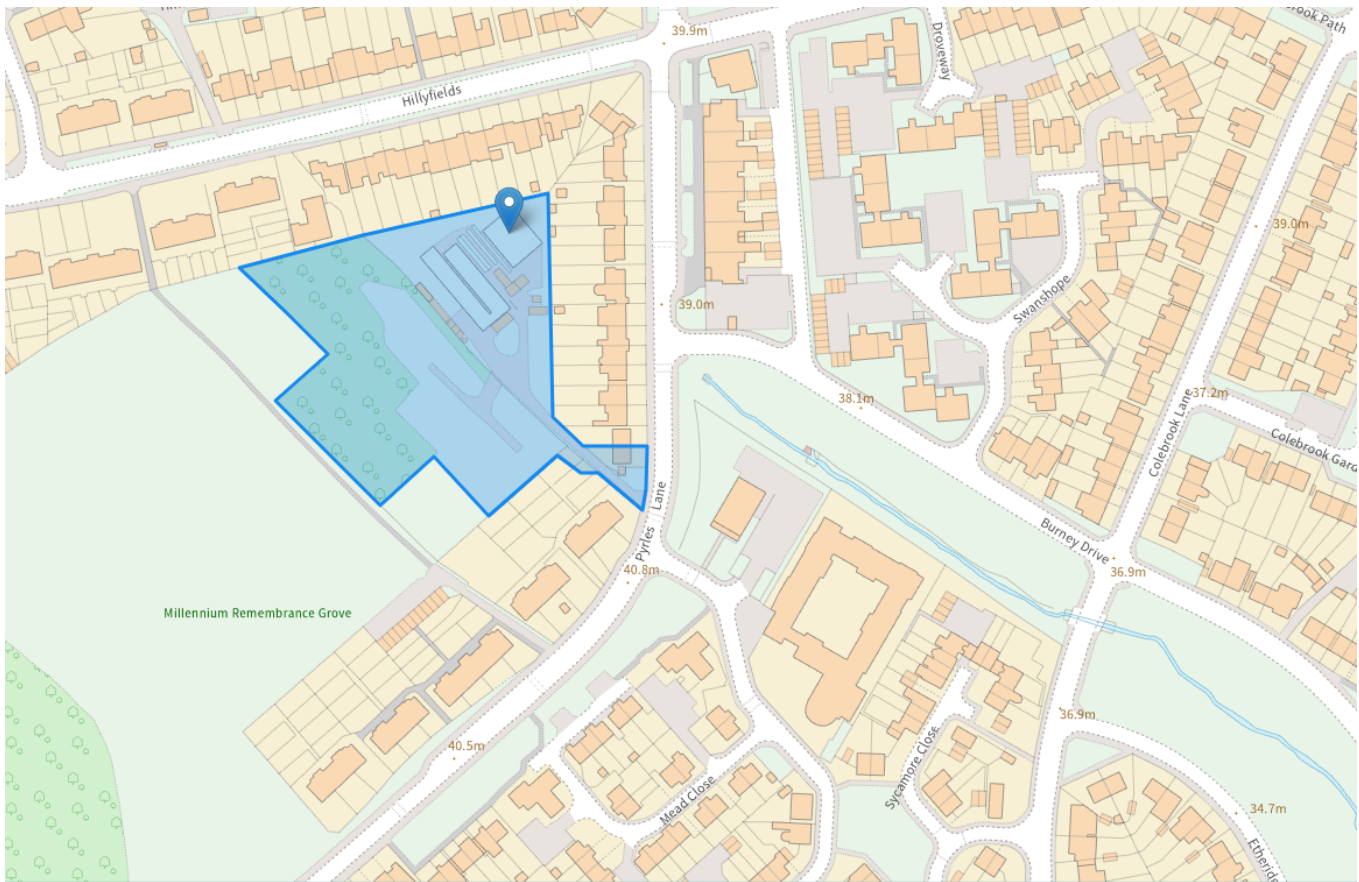 39.9m
Hillyfields
Droveway
brook Path
39.0m
39.0m
Swanshope
38.1m
37.2m
Colebrook Lane
Colebrook Gard
Pyrles Lane
Burney Drive
40.8m
36.9m
Millennium Remembrance Grove
36.9m
40.5m
Sycamore Close
Mead Close
34.7m
Etherid